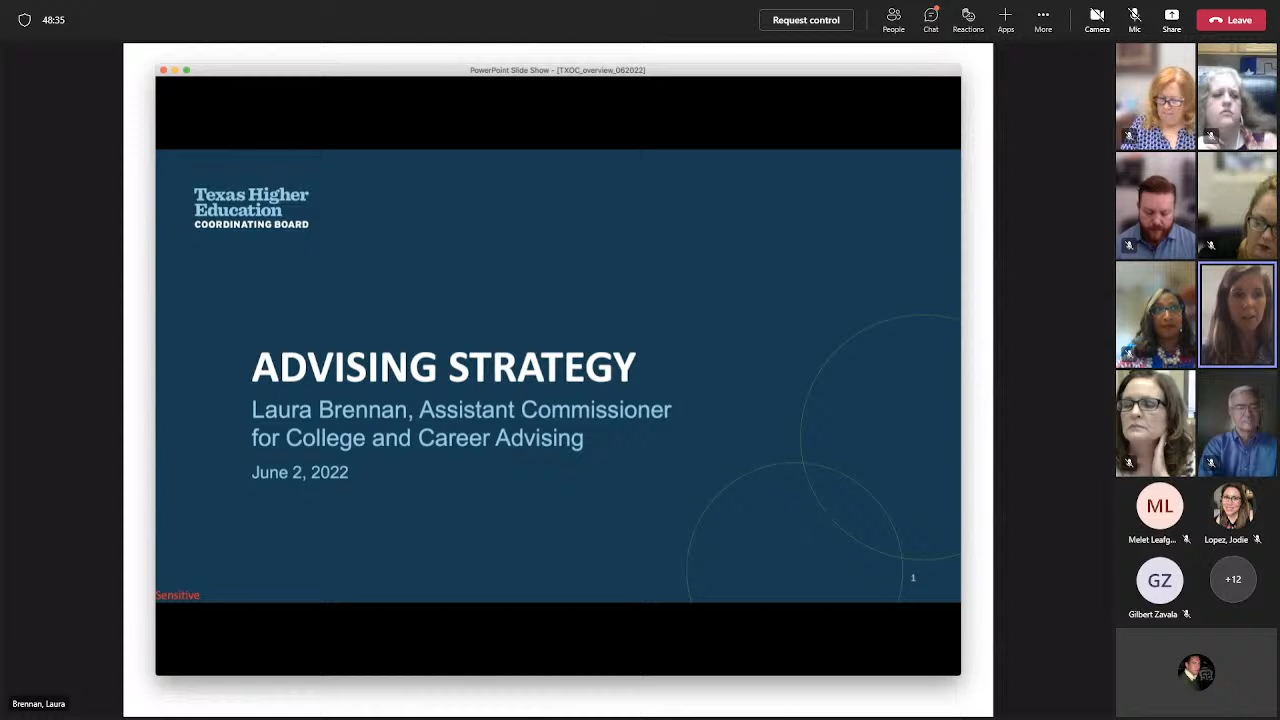 48:35
Request control
People
Chat
Reactions
Apps
More
Camera
Mic
Share
Leave
PowerPoint Slide Show - [TXOC_overview_062022]
Texas Higher
Education
COORDINATING BOARD
ADVISING STRATEGY
Laura Brennan, Assistant Commissioner
for College and Career Advising
June 2, 2022
1
Sensitive
ML
Melet Leafg...
Lopez, Jodie
GZ
+12
Gilbert Zavala
Brennan, Laura